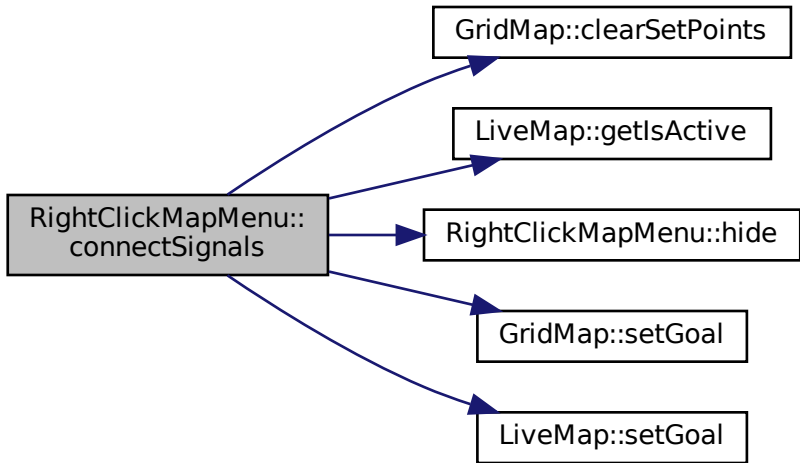 GridMap::clearSetPoints
LiveMap::getIsActive
RightClickMapMenu::
connectSignals
RightClickMapMenu::hide
GridMap::setGoal
LiveMap::setGoal